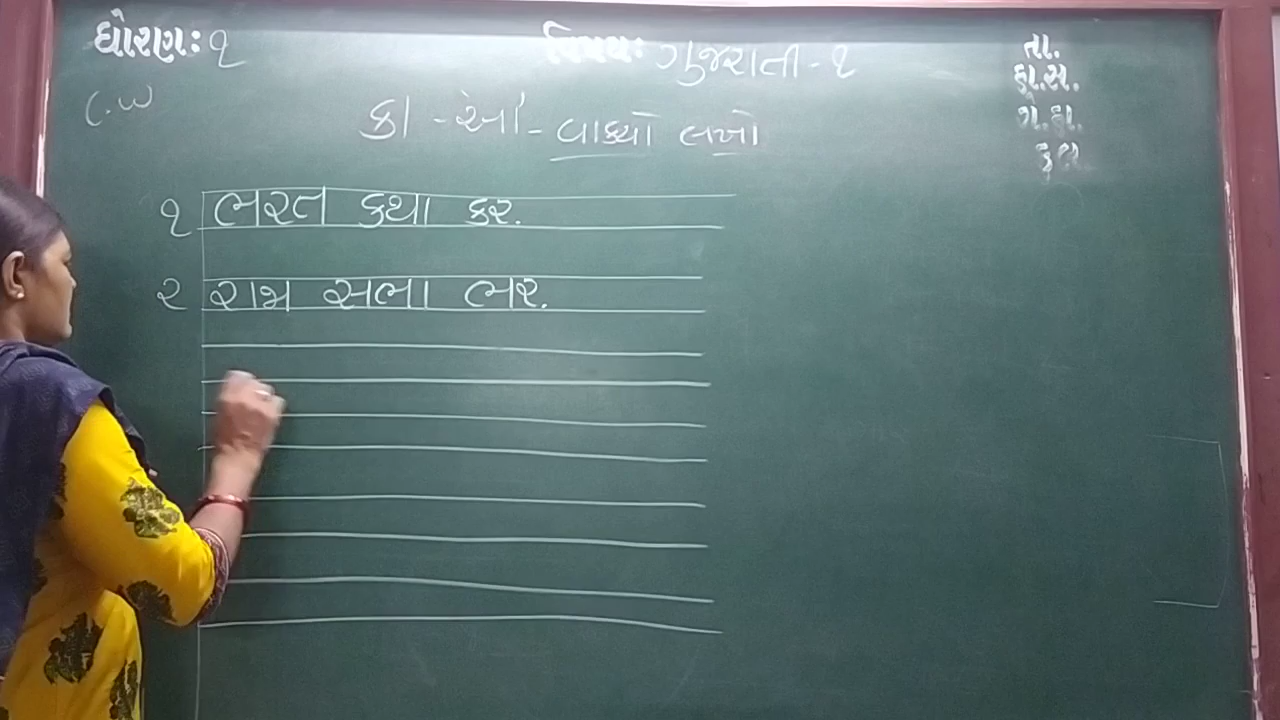 ધોરણઃ ૧
વિષયઃ ગુજરાતી - ૧
તા.
ફા.સ.
ગે.હા.
કુલ
C.W
કા - આ - વાક્યો લખો
૧ ભરત કથા કર.
૨ રામ સભા ભર.